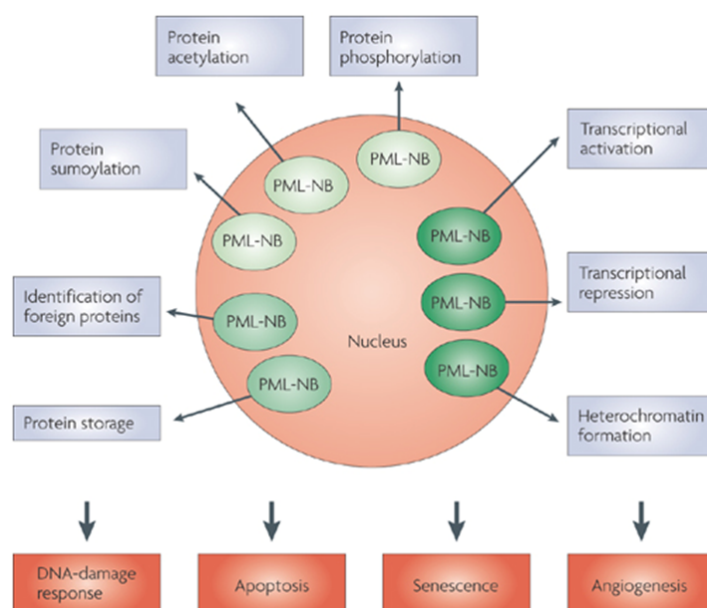 Protein
acetylation
Protein
phosphorylation
Protein
sumoylation
Transcriptional
activation
PML-NB
PML-NB
PML-NB
PML-NB
Identification of
foreign proteins
PML-NB
PML-NB
Transcriptional
repression
Nucleus
PML-NB
PML-NB
Protein storage
Heterochromatin
formation
DNA-damage
response
Apoptosis
Senescence
Angiogenesis